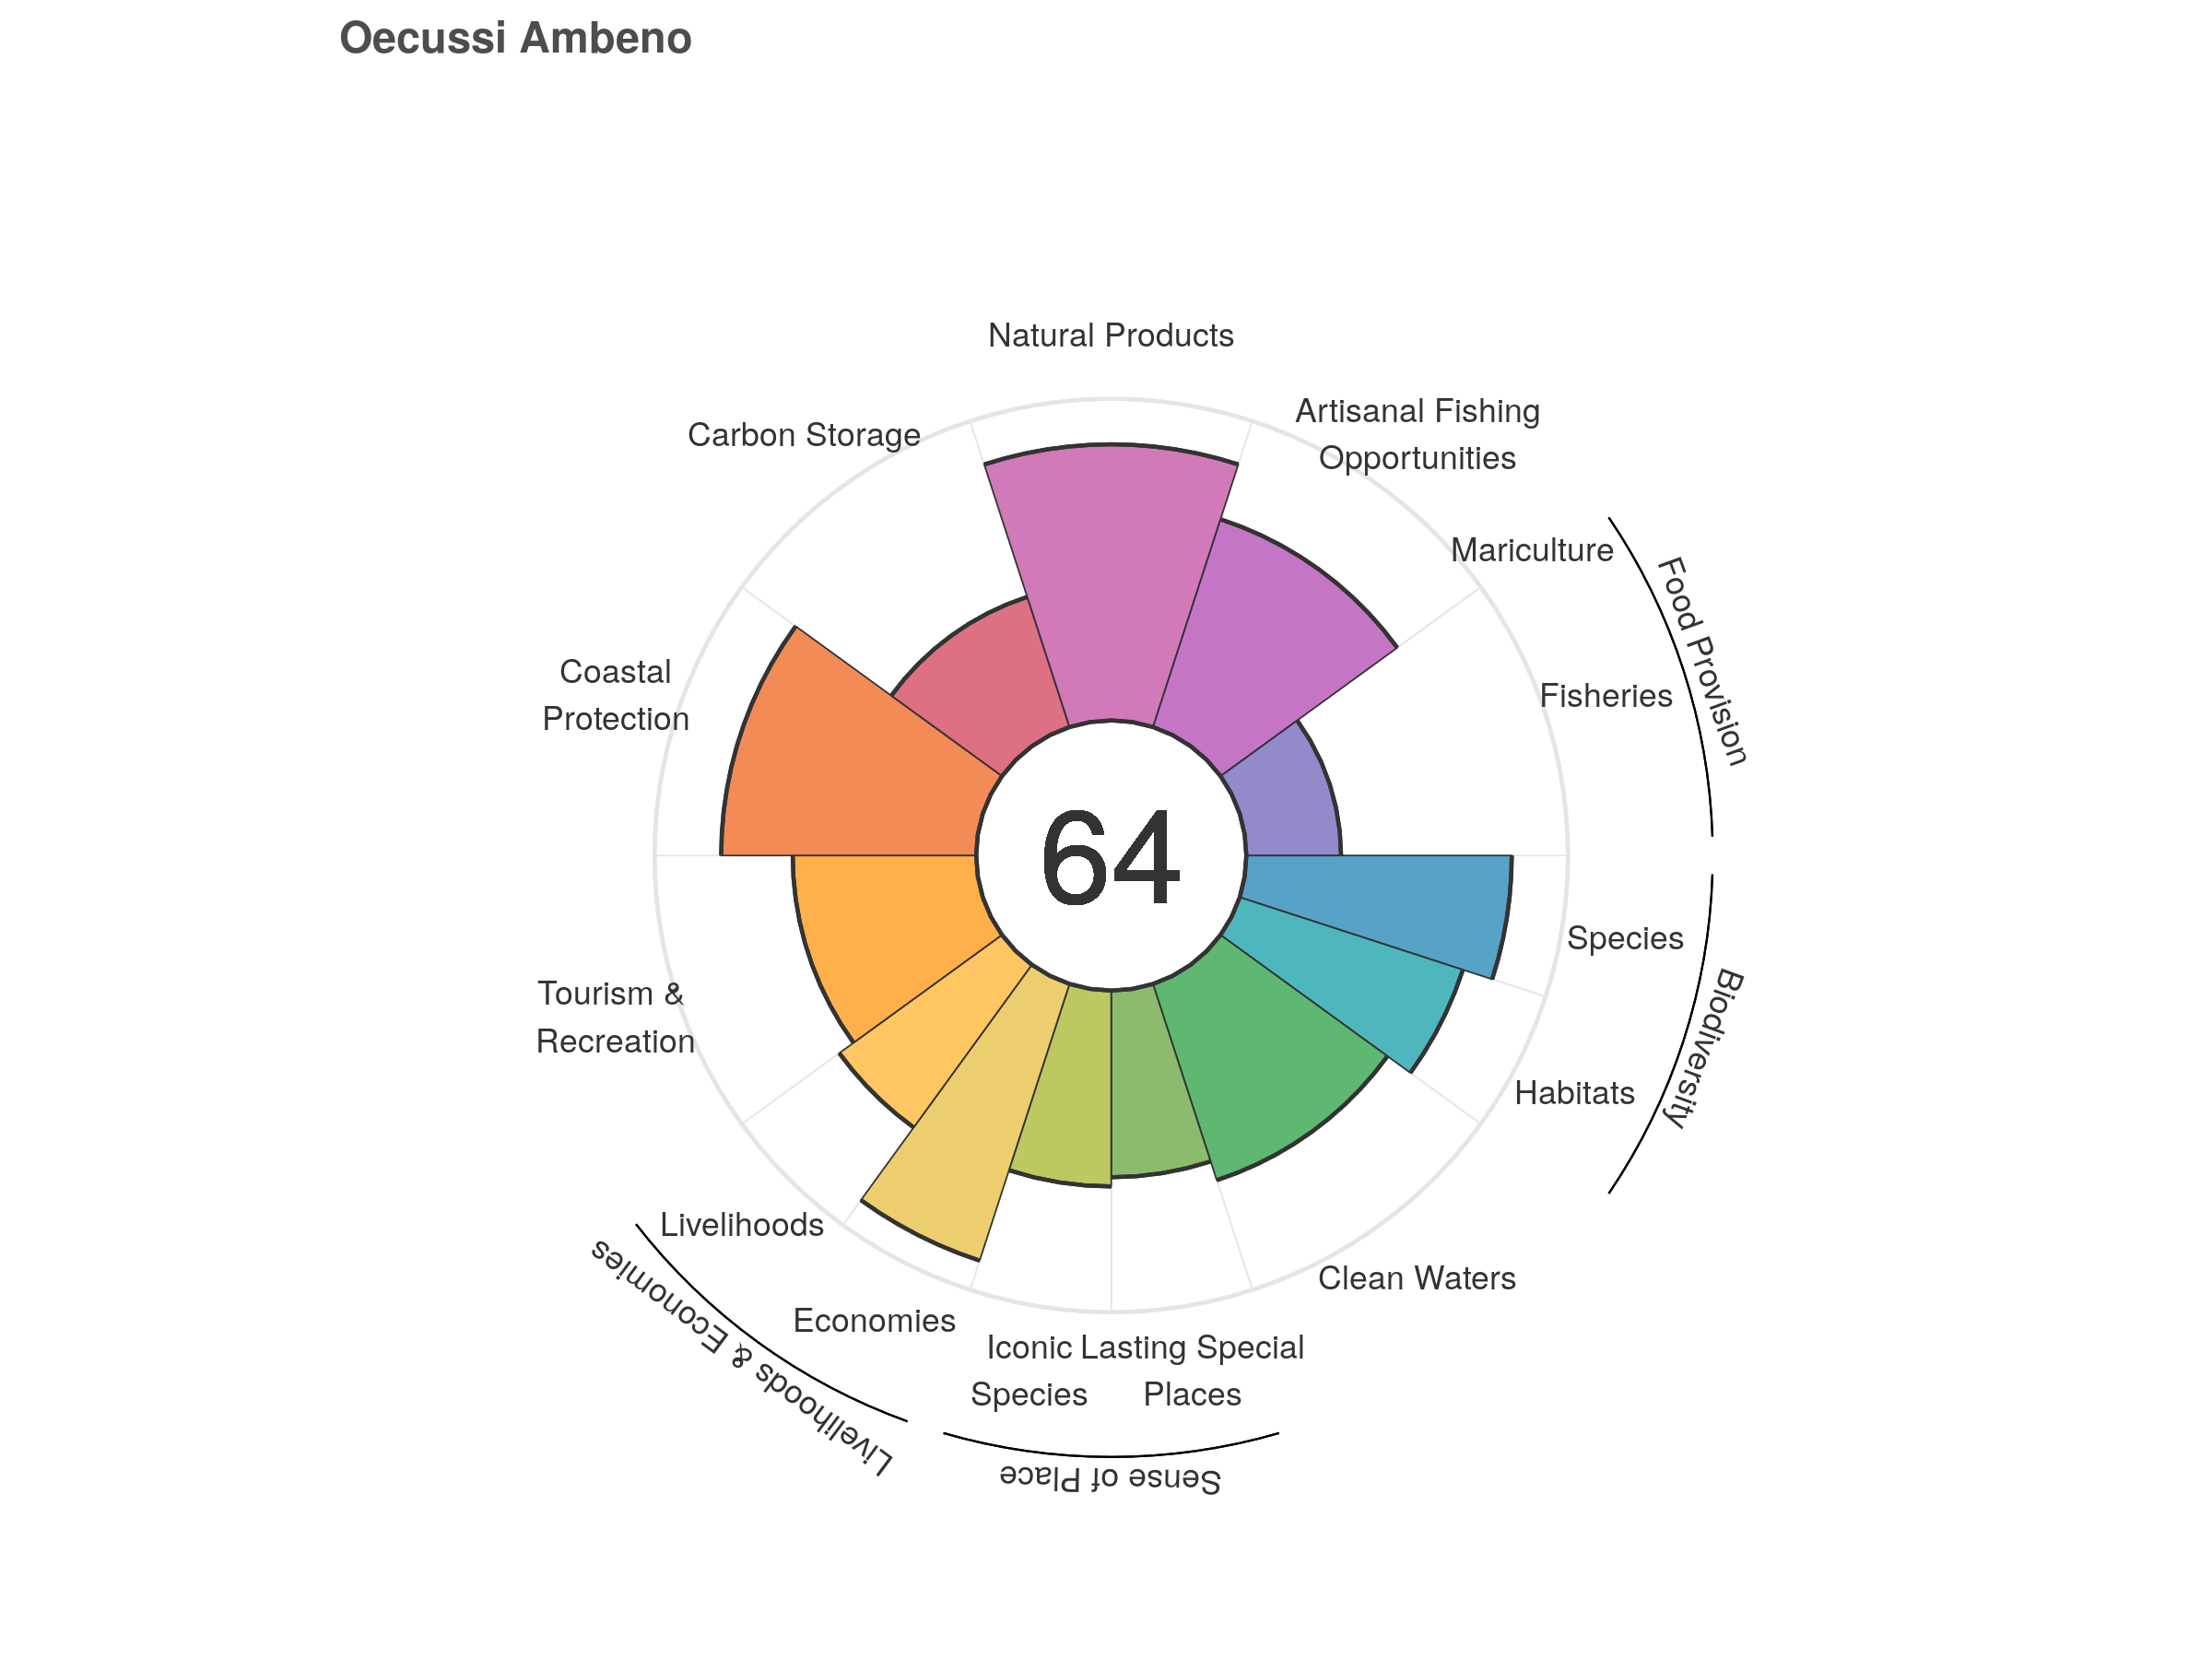 Oecussi Ambeno
Natural Products
Artisanal Fishing
Opportunities
Carbon Storage
Mariculture
Food Provision
Fisheries
Coastal
Protection
64
Species
Biodiversity
Habitats
Tourism &
Recreation
Livelihoods
Livelihoods & Economies
Economies
Clean Waters
Iconic
Species
Lasting Special
Places
Sense of Place